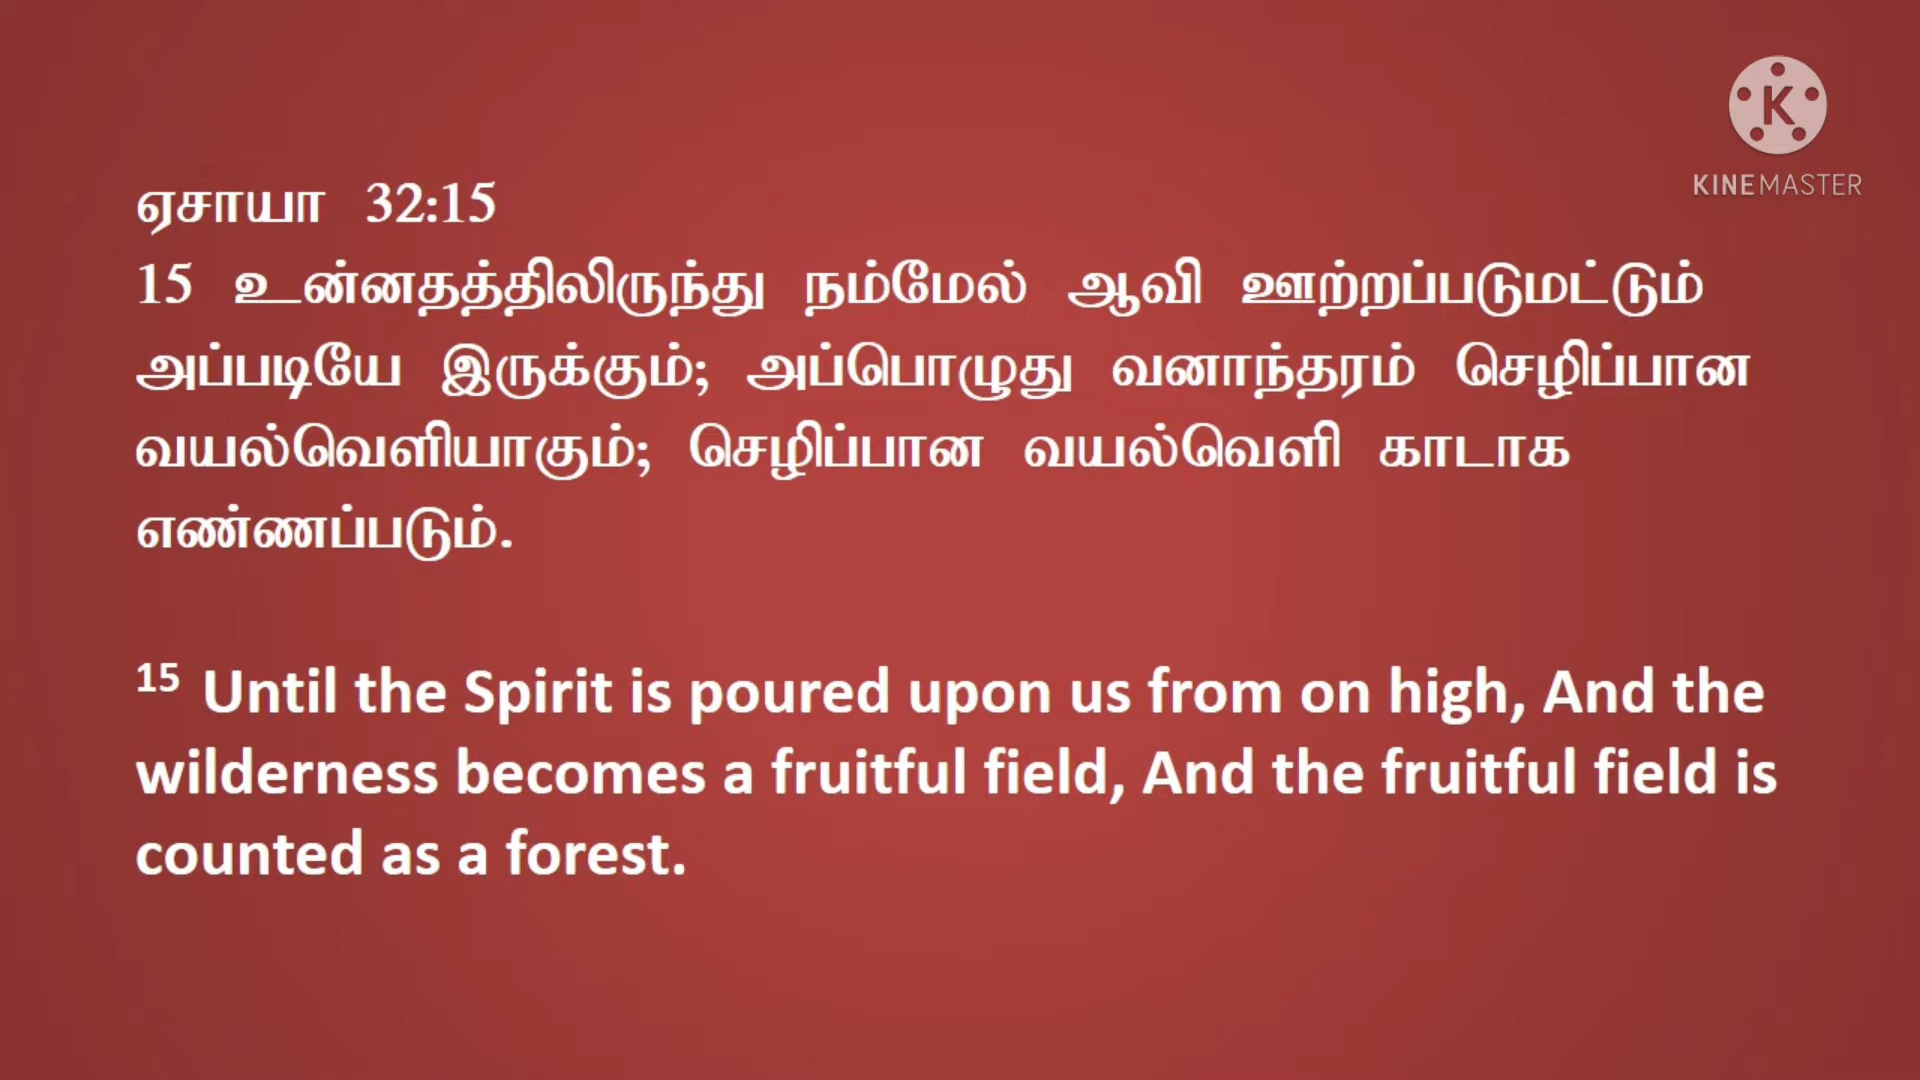 K
KINEMASTER
ஏசாயா 32:15
15 உன்னதத்திலிருந்து நம்மேல் ஆவி ஊற்றப்படுமட்டும்
அப்படியே இருக்கும்; அப்பொழுது வனாந்தரம் செழிப்பான
வயல்வெளியாகும்; செழிப்பான வயல்வெளி காடாக
எண்ணப்படும்.
15 Until the Spirit is poured upon us from on high, And the
wilderness becomes a fruitful field, And the fruitful field is
counted as a forest.